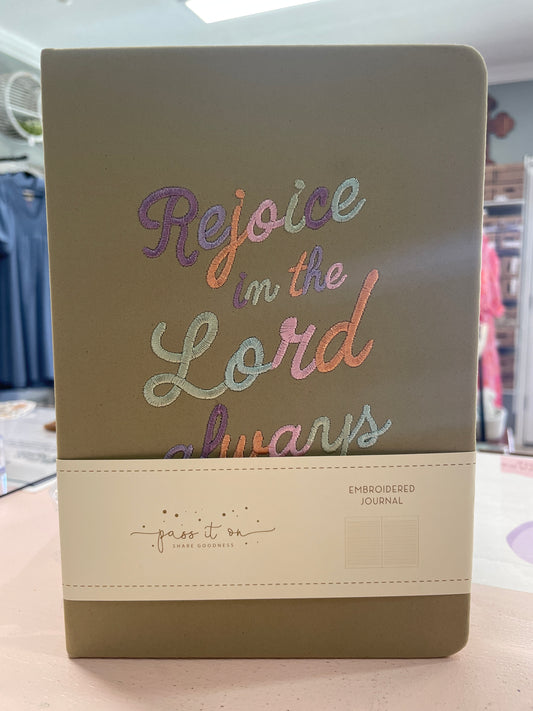 Rejoice
in the
Lord
always
pass it on
SHARE GOODNESS
EMBROIDERED
JOURNAL